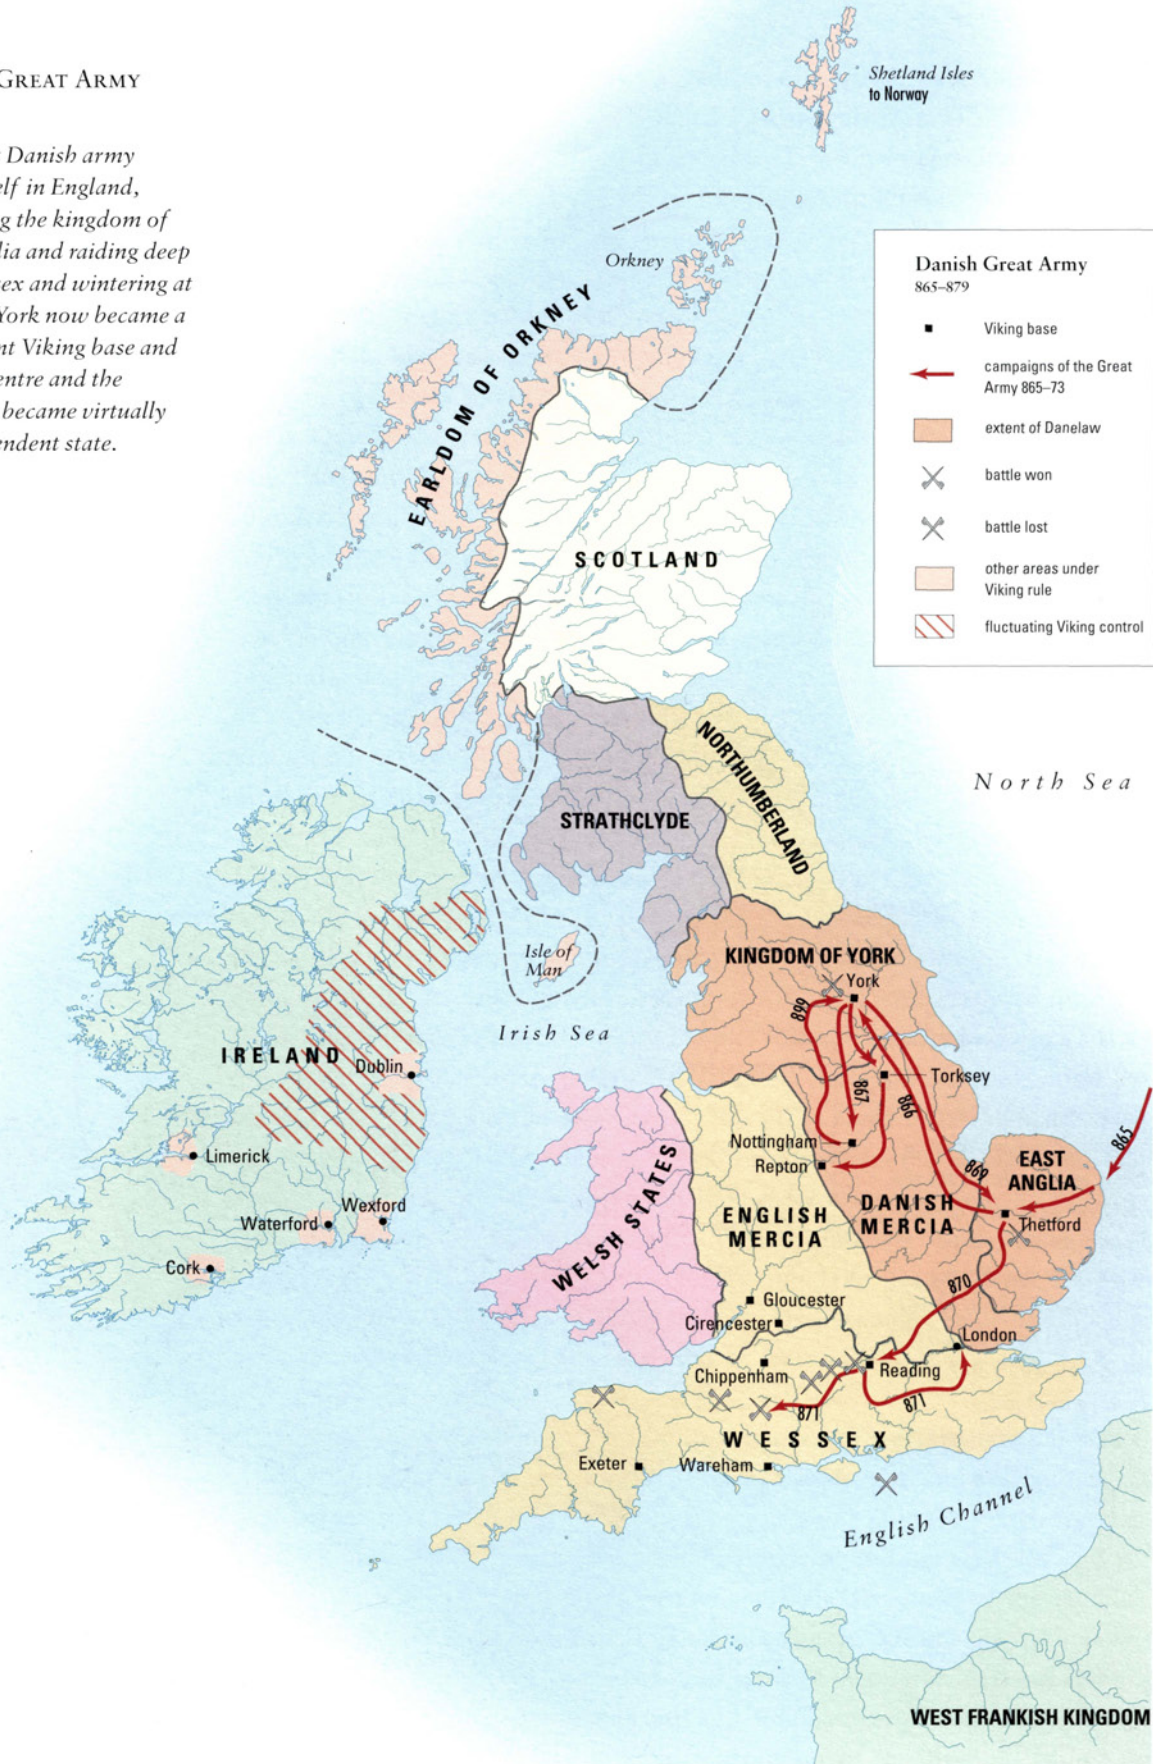 GREAT ARMY
Danish army
elf in England,
g the kingdom of
lia and raiding deep
sex and wintering at
York now became a
nt Viking base and
entre and the
became virtually
endent state.
Shetland Isles
to Norway
Orkney
EARLDOM OF ORKNEY
Danish Great Army
865–879
Viking base
campaigns of the Great
Army 865–73
extent of Danelaw
battle won
battle lost
other areas under
Viking rule
fluctuating Viking control
SCOTLAND
NORTHUMBERLAND
North Sea
STRATHCLYDE
Isle of
Man
Irish Sea
KINGDOM OF YORK
York
869
867
866
869
865
Torksey
IRELAND
Dublin
Limerick
Wexford
Waterford
Cork
Nottingham
Repton
EAST
ANGLIA
Thetford
DANISH
MERCIA
ENGLISH
MERCIA
WELSH STATES
870
Gloucester
Cirencester
London
Chippenham
Reading
871
871
WESSEX
Exeter
Wareham
English Channel
WEST FRANKISH KINGDOM